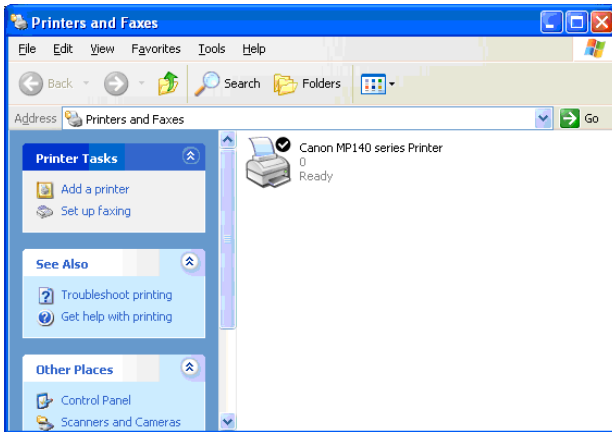 Printers and Faxes
File Edit View Favorites Tools Help
Back Search Folders
Address Printers and Faxes Go
Printer Tasks
Add a printer
Set up faxing
See Also
Troubleshoot printing
Get help with printing
Other Places
Control Panel
Scanners and Cameras
Canon MP140 series Printer
0
Ready